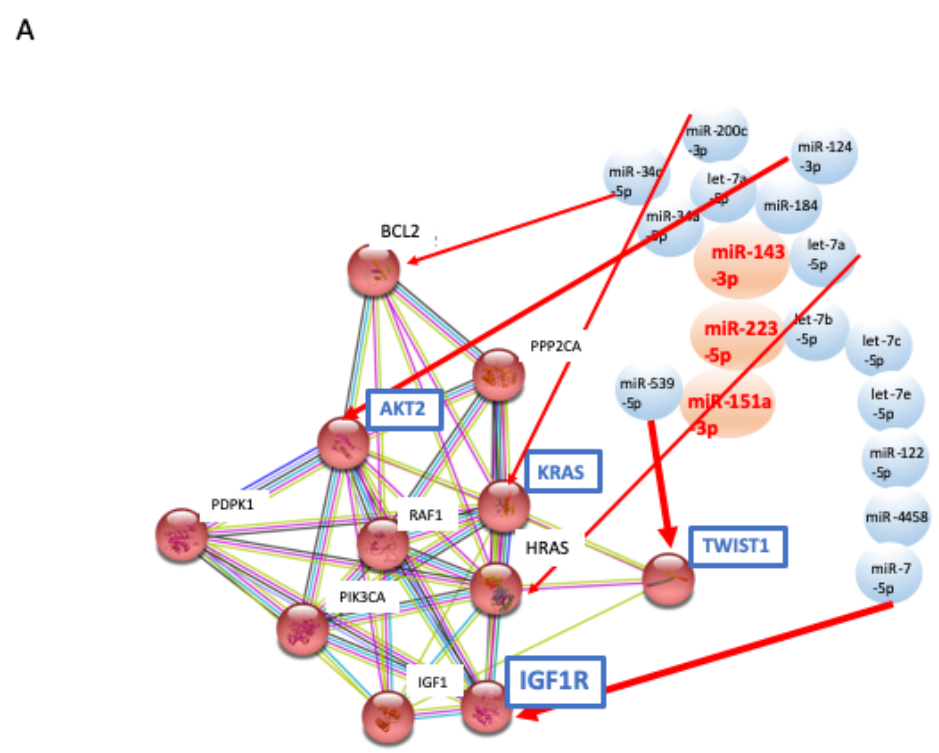 A
miR-200c
-3p
miR-124
-3p
miR-34c
-5p
let-7a
-5p
miR-184
miR-34a
-5p
miR-143
-3p
let-7a
-5p
BCL2
:
miR-223
-5p
let-7b
-5p
let-7c
-5p
PPP2CA
miR-539
-5p
miR-151a
-3p
let-7e
-5p
AKT2
miR-122
-5p
KRAS
PDPK1
RAF1
miR-4458
HRAS
TWIST1
miR-7
-5p
PIK3CA
IGF1
IGF1R